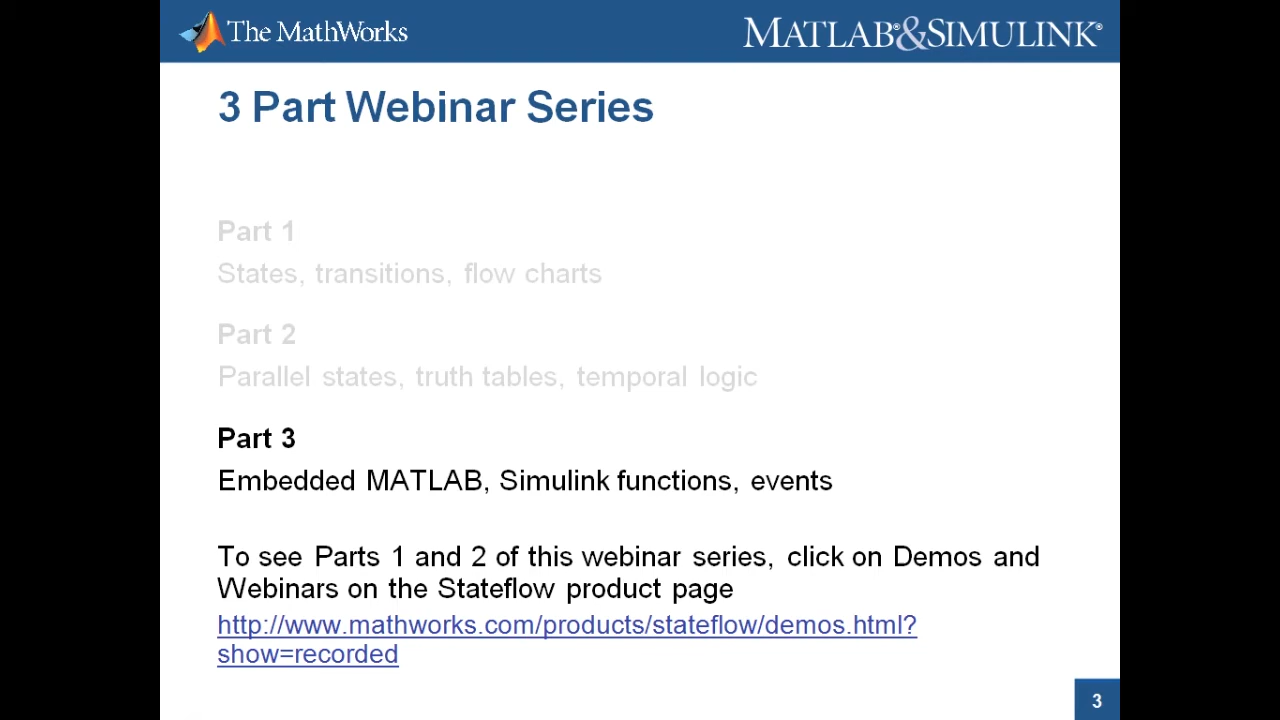 The MathWorks
MATLAB®&SIMULINK®
3 Part Webinar Series
Part 1
States, transitions, flow charts
Part 2
Parallel states, truth tables, temporal logic
Part 3
Embedded MATLAB, Simulink functions, events
To see Parts 1 and 2 of this webinar series, click on Demos and
Webinars on the Stateflow product page
http://www.mathworks.com/products/stateflow/demos.html?
show=recorded
3